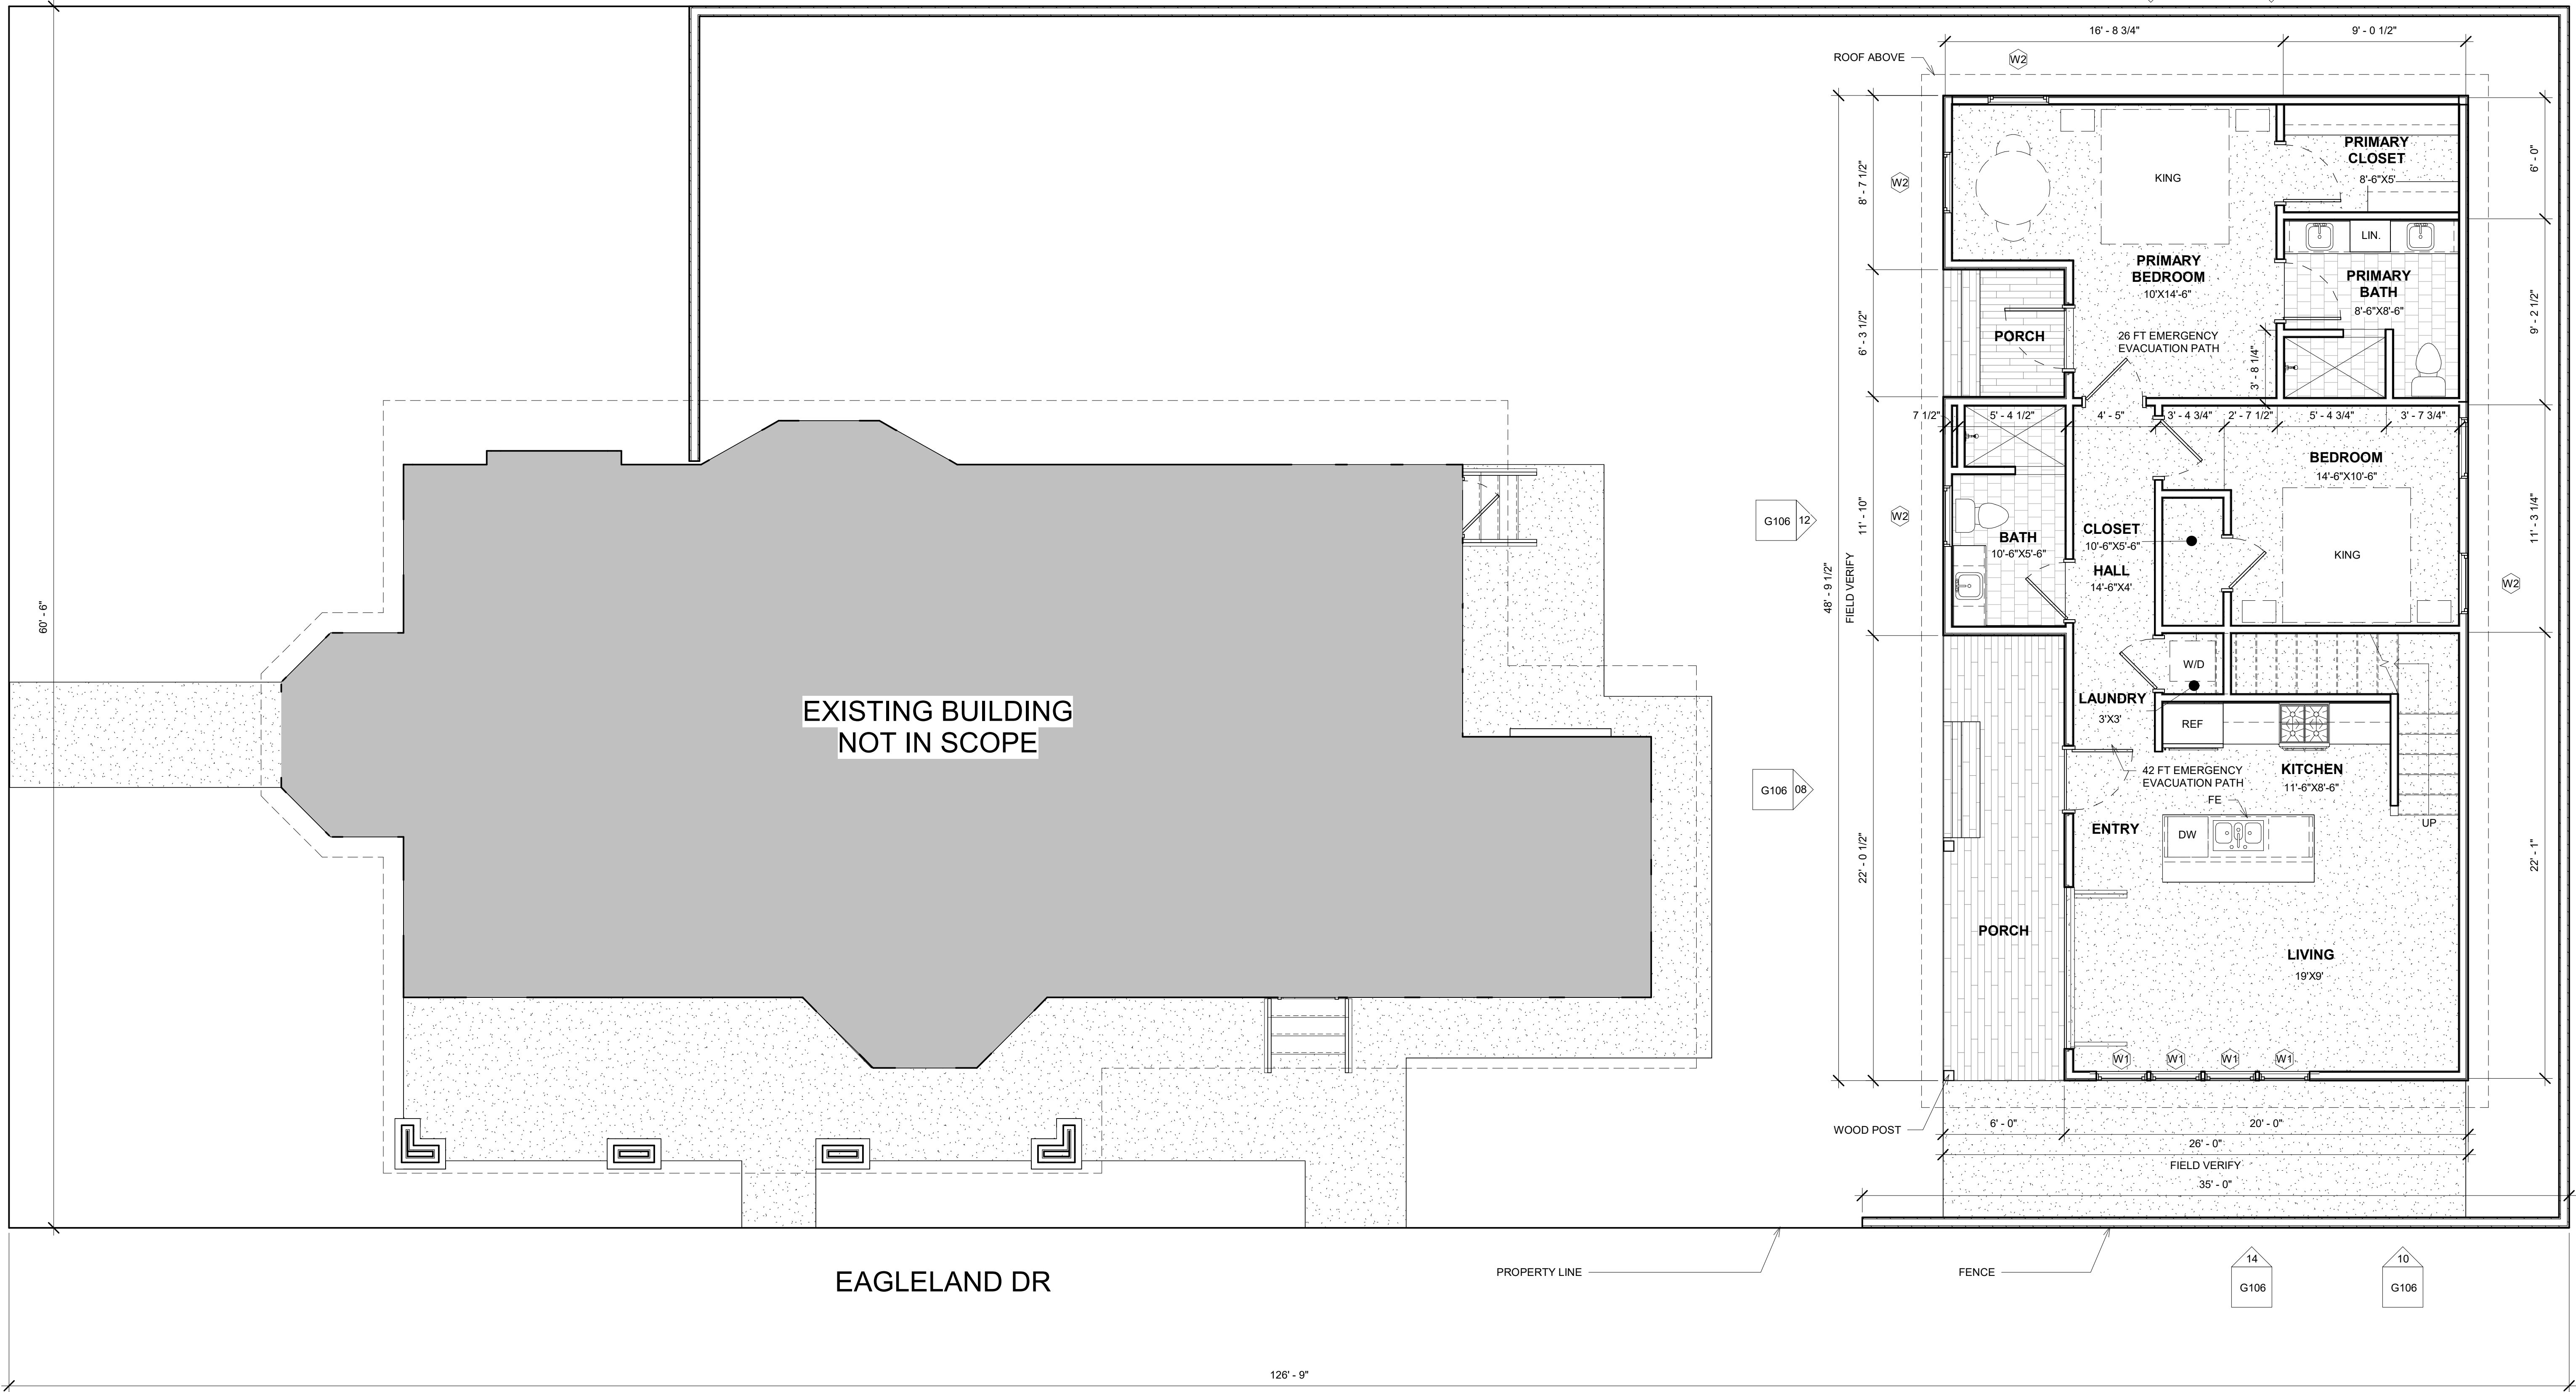 16' - 8 3/4"
9' - 0 1/2"
ROOF ABOVE
W2
PRIMARY
CLOSET
8'-6"X5'
KING
6' - 0"
8' - 7 1/2"
W2
LIN.
PRIMARY
BEDROOM
10'X14'-6"
PRIMARY
BATH
8'-6"X8'-6"
9' - 2 1/2"
6' - 3 1/2"
PORCH
26 FT EMERGENCY
EVACUATION PATH
3' - 8 1/4"
7 1/2"
5' - 4 1/2"
4' - 5"
3' - 4 3/4"
2' - 7 1/2"
5' - 4 3/4"
3' - 7 3/4"
BEDROOM
14'-6"X10'-6"
G106
12
W2
11' - 10"
BATH
10'-6"X5'-6"
CLOSET
10'-6"X5'-6"
HALL
14'-6"X4'
KING
11' - 3 1/4"
W2
48' - 9 1/2"
FIELD VERIFY
60' - 6"
W/D
LAUNDRY
3'X3'
REF
EXISTING BUILDING
NOT IN SCOPE
G106
08
42 FT EMERGENCY
EVACUATION PATH
KITCHEN
11'-6"X8'-6"
FE
ENTRY
DW
UP
22' - 0 1/2"
22' - 1"
PORCH
LIVING
19'X9'
W1
W1
W1
W1
WOOD POST
6' - 0"
20' - 0"
26' - 0"
FIELD VERIFY
35' - 0"
EAGLELAND DR
PROPERTY LINE
FENCE
14
G106
10
G106
126' - 9"